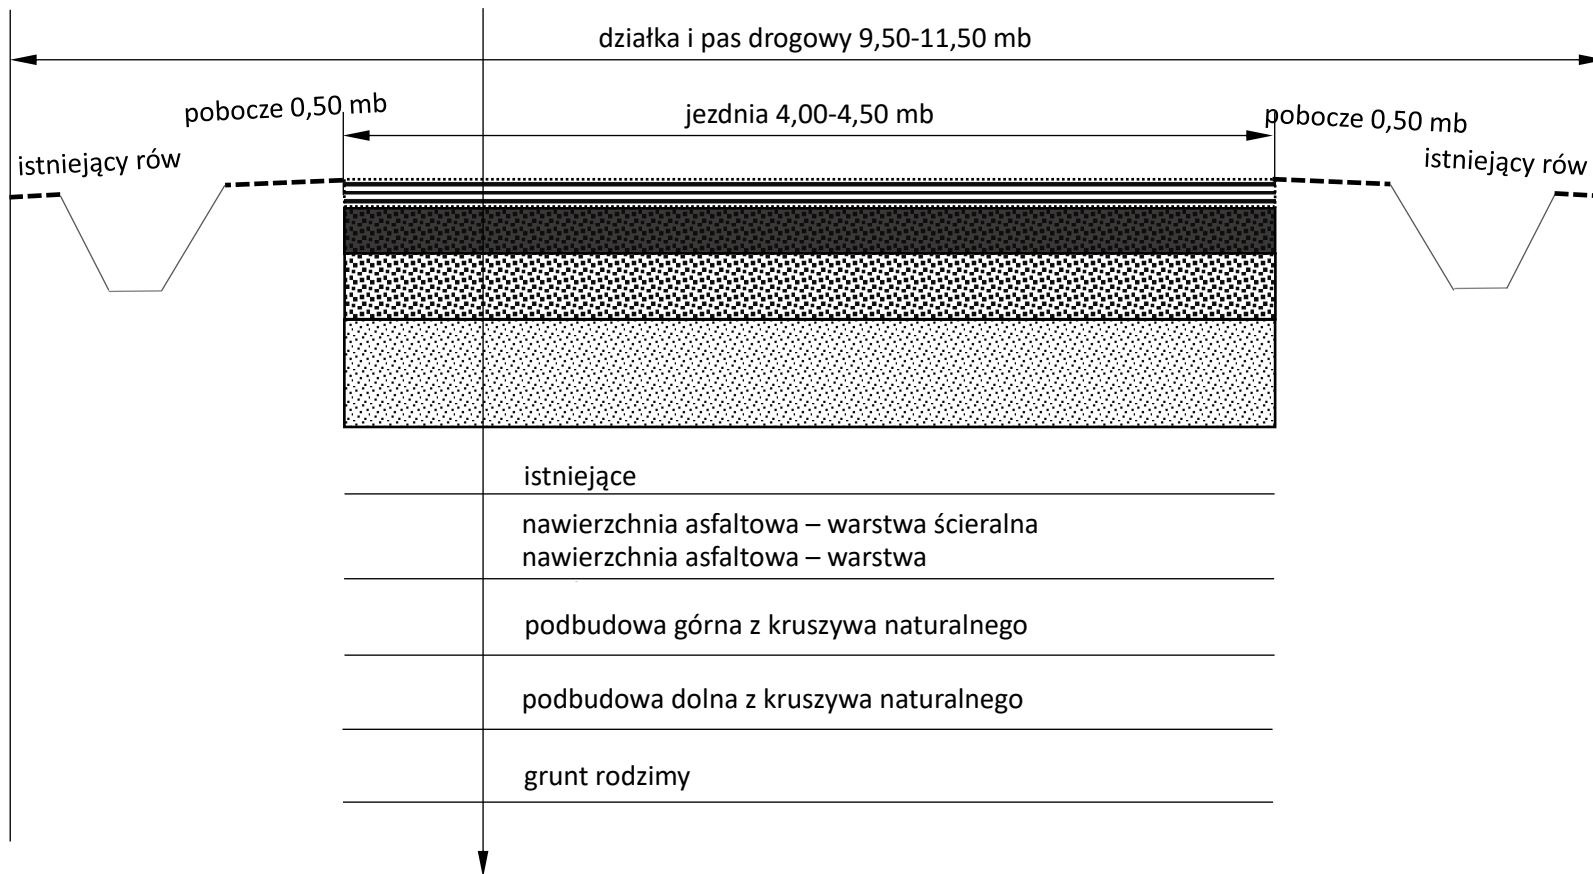 działka i pas drogowy 9,50-11,50 mb
pobocze 0,50 mb
jezdnia 4,00-4,50 mb
pobocze 0,50 mb
istniejący rów
istniejący rów
istniejące
nawierzchnia asfaltowa – warstwa ścieralna
nawierzchnia asfaltowa – warstwa
podbudowa górna z kruszywa naturalnego
podbudowa dolna z kruszywa naturalnego
grunt rodzimy